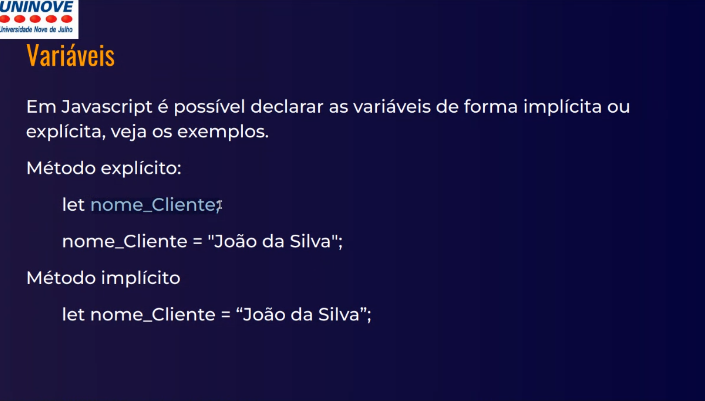 UNINOVE
Universidade Nove de Julho
Variáveis
Em Javascript é possível declarar as variáveis de forma implícita ou
explícita, veja os exemplos.
Método explícito:
let nome_Cliente;
nome_Cliente = "João da Silva";
Método implícito
let nome_Cliente = “João da Silva”;